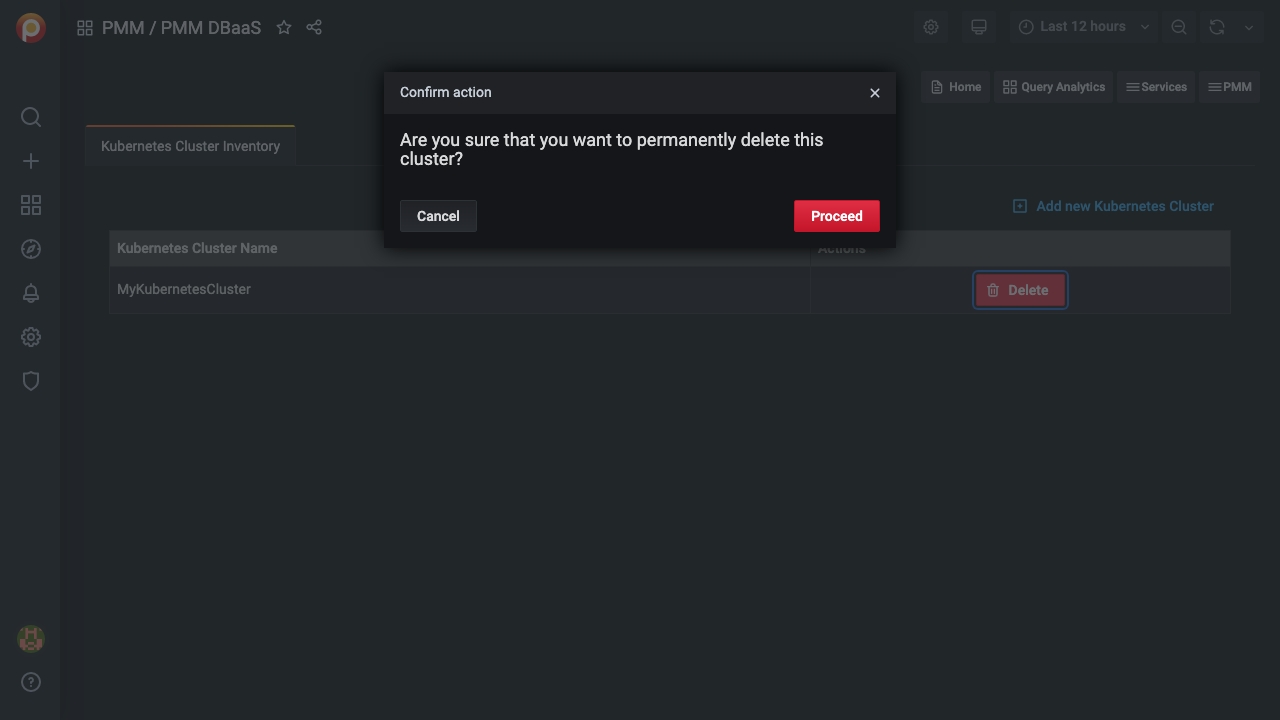 PMM / PMM DBaaS
Last 12 hours
Confirm action
Home
Query Analytics
Services
PMM
Are you sure that you want to permanently delete this
cluster?
Kubernetes Cluster Inventory
Cancel
Proceed
Add new Kubernetes Cluster
Kubernetes Cluster Name
Actions
MyKubernetesCluster
Delete